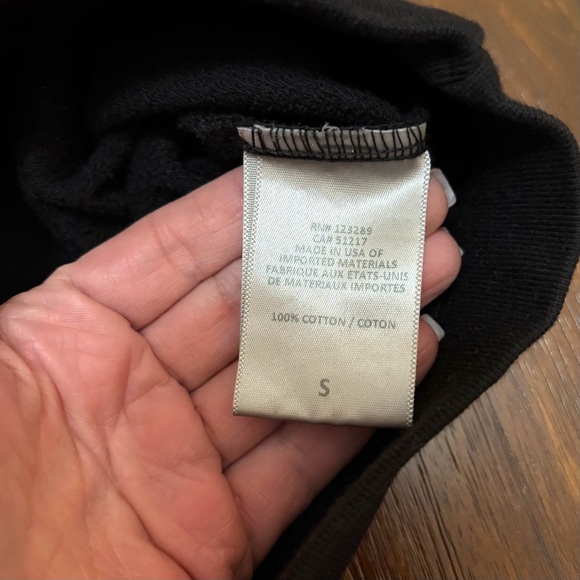 RN# 123289
CA# 51217
MADE IN USA OF
IMPORTED MATERIALS
FABRIQUE AUX ETATS-UNIS
DE MATERIAUX IMPORTES
100% COTTON / COTON
S